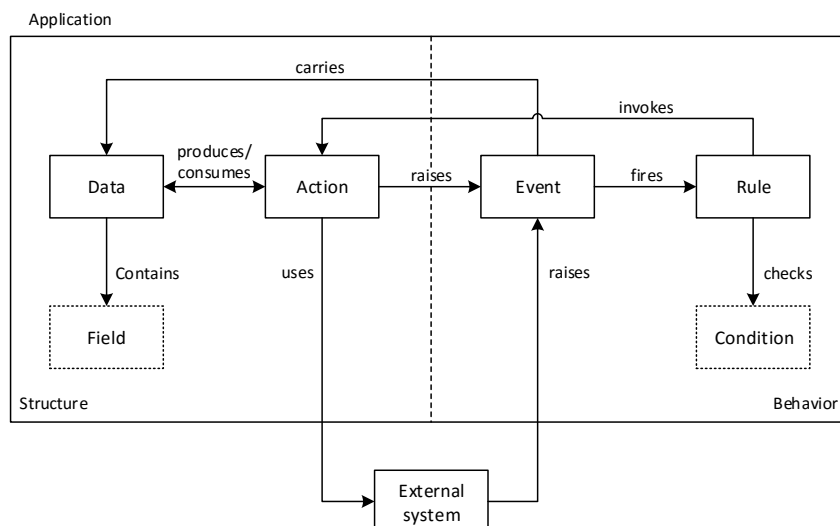 Application
carries
invokes
produces/
consumes
Data
Action
raises
Event
fires
Rule
Contains
uses
raises
checks
Field
Condition
Structure
Behavior
External
system